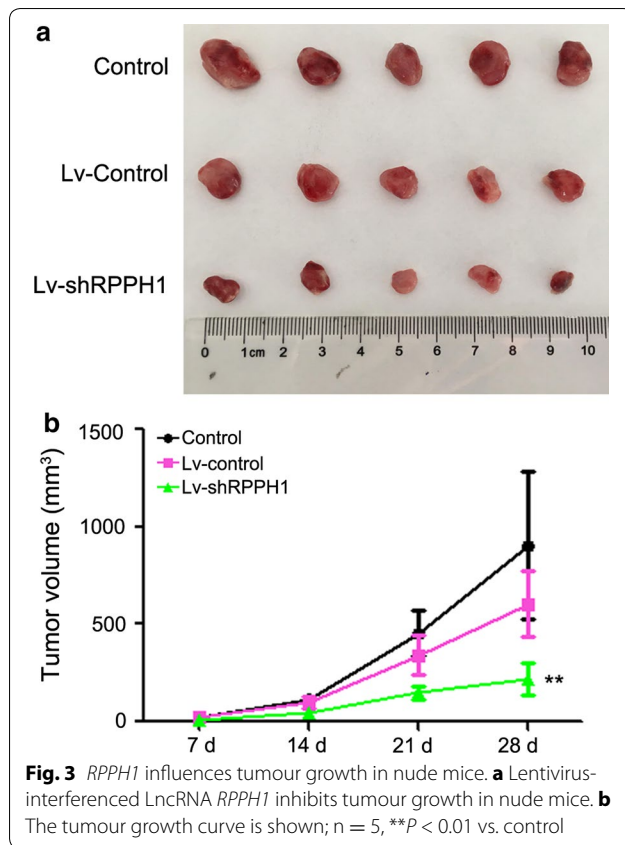 a
Control
Lv-Control
Lv-shRPPH1
0 1cm 2 3 4 5 6 7 8 9 10
b
1500
1000
500
0
Tumor volume (mm³)
Control
Lv-control
Lv-shRPPH1
**
7 d 14 d 21 d 28 d
Fig. 3 RPPH1 influences tumour growth in nude mice. a Lentivirus-
interferenced LncRNA RPPH1 inhibits tumour growth in nude mice. b
The tumour growth curve is shown; n = 5, **P < 0.01 vs. control